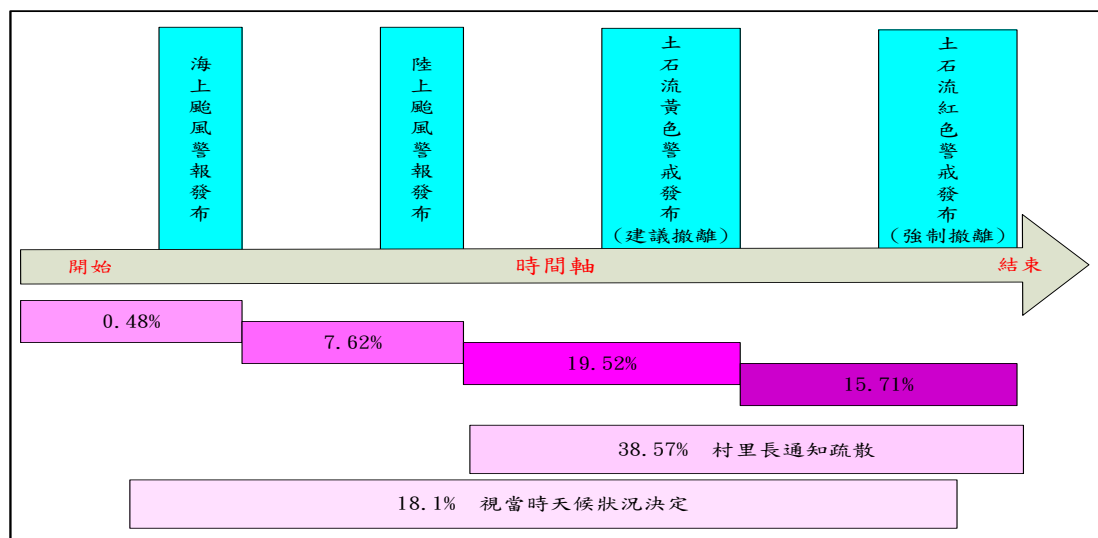 海上颱風警報發布
陸上颱風警報發布
土石流黃色警戒發布
(建議撤離)
土石流紅色警戒發布
(強制撤離)
開始
時間軸
結束
0.48%
7.62%
19.52%
15.71%
38.57% 村里長通知疏散
18.1% 視當時天候狀況決定